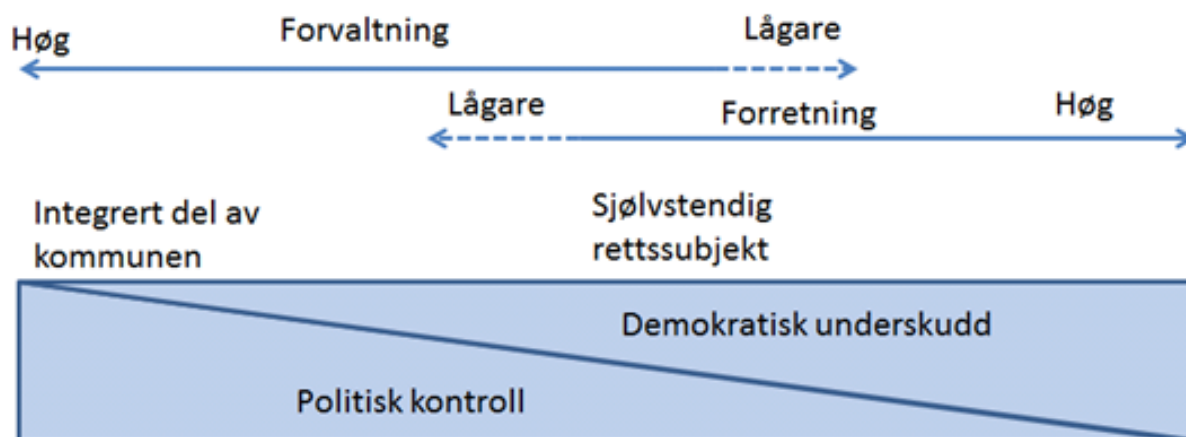 Høg
Forvaltning
Lågare
Lågare
Forretning
Høg
Integrert del av
kommunen
Sjølvstendig
rettssubjekt
Demokratisk underskudd
Politisk kontroll